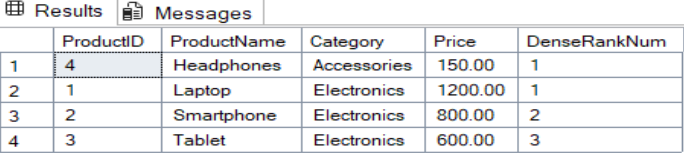 Results Messages
ProductID ProductName Category Price DenseRankNum
1 4 Headphones Accessories 150.00 1
2 1 Laptop Electronics 1200.00 1
3 2 Smartphone Electronics 800.00 2
4 3 Tablet Electronics 600.00 3